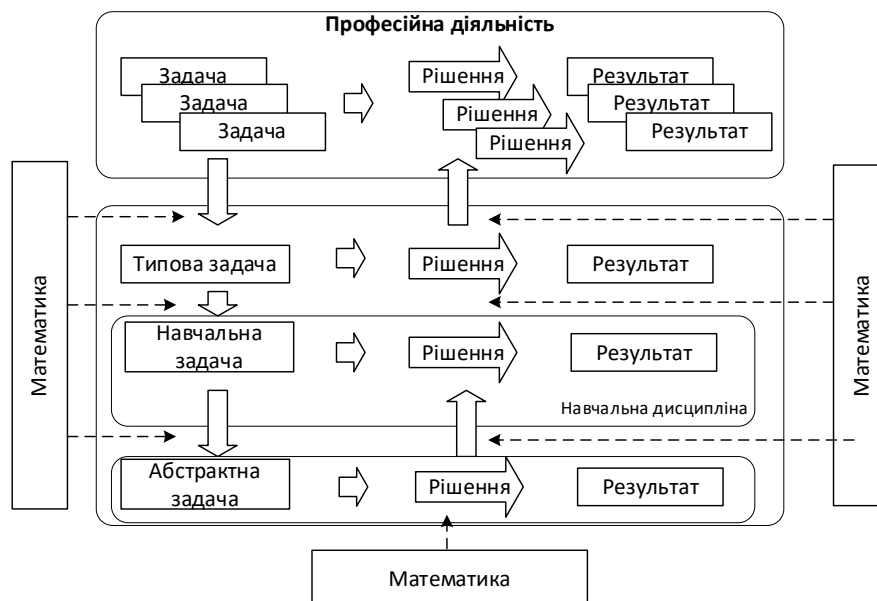 Професійна діяльність
Задача
Рішення
Результат
Задача
Рішення
Результат
Задача
Рішення
Результат
Типова задача
Рішення
Результат
Математика
Математика
Навчальна
задача
Рішення
Результат
Навчальна дисципліна
Абстрактна
задача
Рішення
Результат
Математика